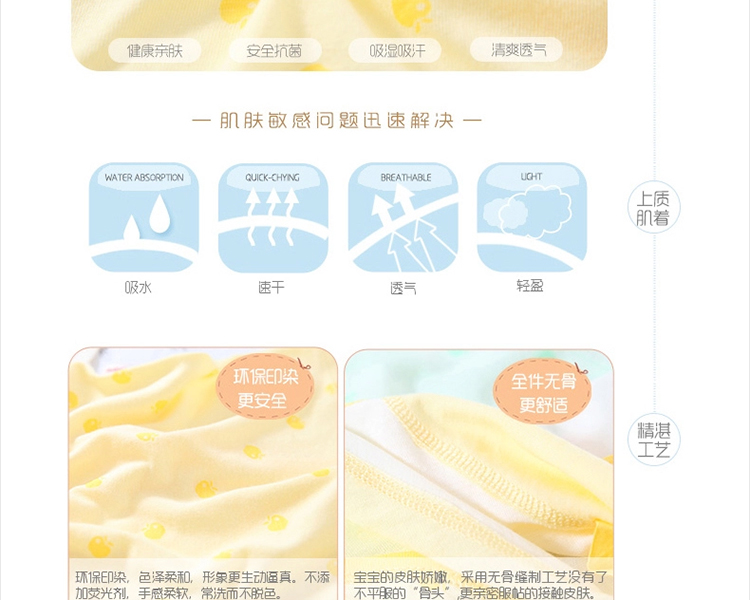 健康亲肤 安全抗菌 吸湿吸汗 清爽透气
肌肤敏感问题迅速解决
WATER ABSORPTION QUICK-CHYING BREATHABLE LIGHT
吸水 速干 透气 轻盈
上质
肌着
环保印染
更安全
全件无骨
更舒适
精湛
工艺
环保印染，色泽柔和，形象更生动逼真。不添
加荧光剂，手感柔软，常洗而不脱色。
宝宝的皮肤娇嫩，采用无骨缝制工艺没有了
不平服的“骨头”,更亲密服帖的接触皮肤。